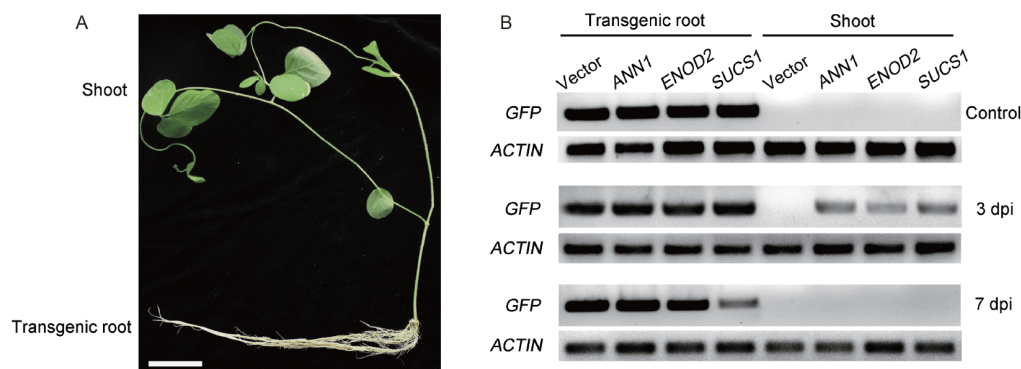 A
Shoot
Transgenic root
B
Transgenic root Shoot
Vector ANN1 ENOD2 SUCS1 Vector ANN1 ENOD2 SUCS1
GFP Control
ACTIN
GFP 3 dpi
ACTIN
GFP 7 dpi
ACTIN